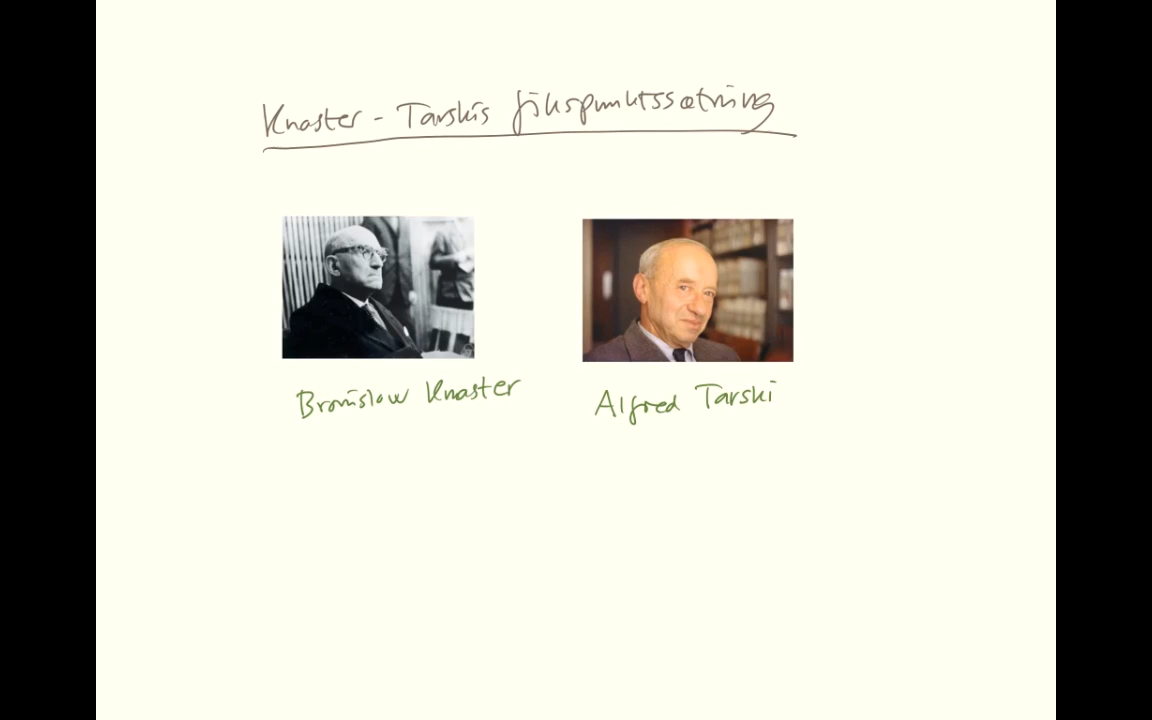 Knaster - Tarskis fikspunktssætning
Bronislow Knaster
Alfred Tarski